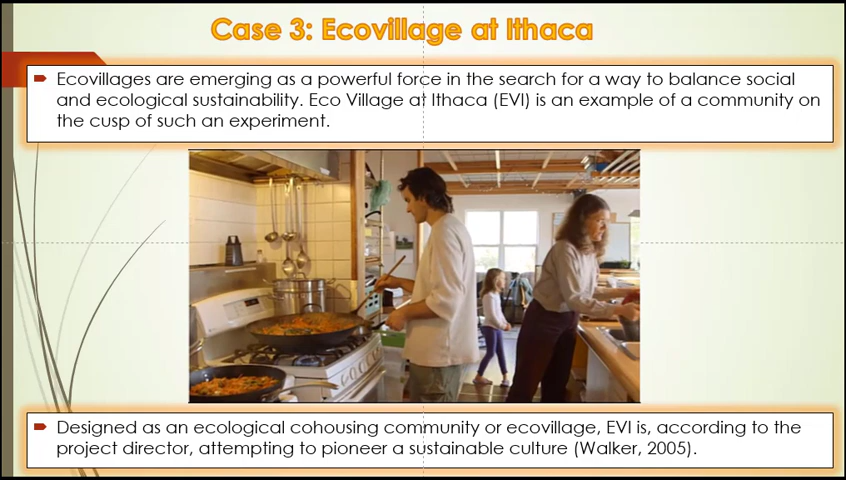 Case 3: Ecovillage at Ithaca
Ecovillages are emerging as a powerful force in the search for a way to balance social
and ecological sustainability. Eco Village at Ithaca (EVI) is an example of a community on
the cusp of such an experiment.
Designed as an ecological cohousing community or ecovillage, EVI is, according to the
project director, attempting to pioneer a sustainable culture (Walker, 2005).